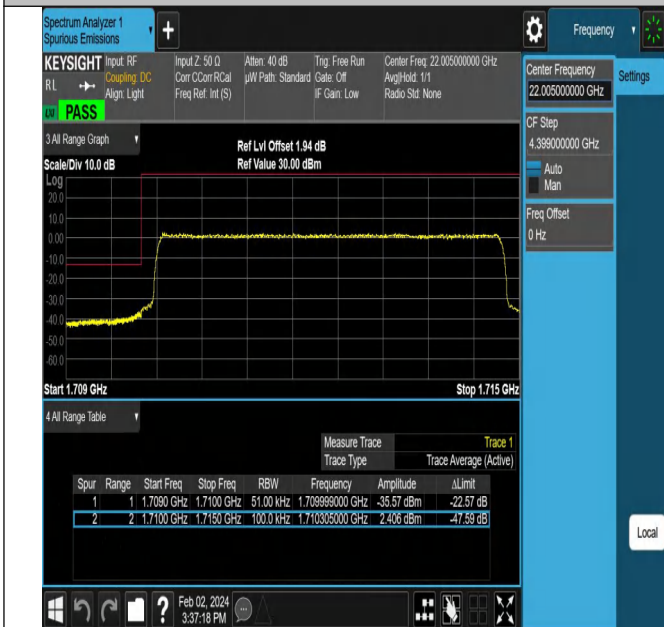 Spectrum Analyzer 1
Spurious Emissions
+
Frequency
KEYSIGHT
RL
Input: RF
Coupling: DC
Align: Light
Input Z: 50 Ω
Corr CCorr RCal
Freq Ref: Int (S)
Atten: 40 dB
µW Path: Standard
Trig: Free Run
Gate: Off
IF Gain: Low
Center Freq: 22.005000000 GHz
Avg|Hold: 1/1
Radio Std: None
PASS
Center Frequency
22.005000000 GHz
Settings
CF Step
4.399000000 GHz
Auto
Man
Freq Offset
0 Hz
3 All Range Graph
Ref Lvl Offset 1.94 dB
Scale/Div 10.0 dB
Ref Value 30.00 dBm
Log
20.0
10.0
0.00
-10.0
-20.0
-30.0
-40.0
-50.0
-60.0
Start 1.709 GHz
Stop 1.715 GHz
4 All Range Table
Measure Trace Trace 1
Trace Type Trace Average (Active)
Spur Range Start Freq Stop Freq RBW Frequency Amplitude ΔLimit
1 1 1.7090 GHz 1.7100 GHz 51.00 kHz 1.709999000 GHz -35.57 dBm -22.57 dB
2 2 1.7100 GHz 1.7150 GHz 100.0 kHz 1.710305000 GHz 2.406 dBm -47.59 dB
Local
?
Feb 02, 2024
3:37:18 PM